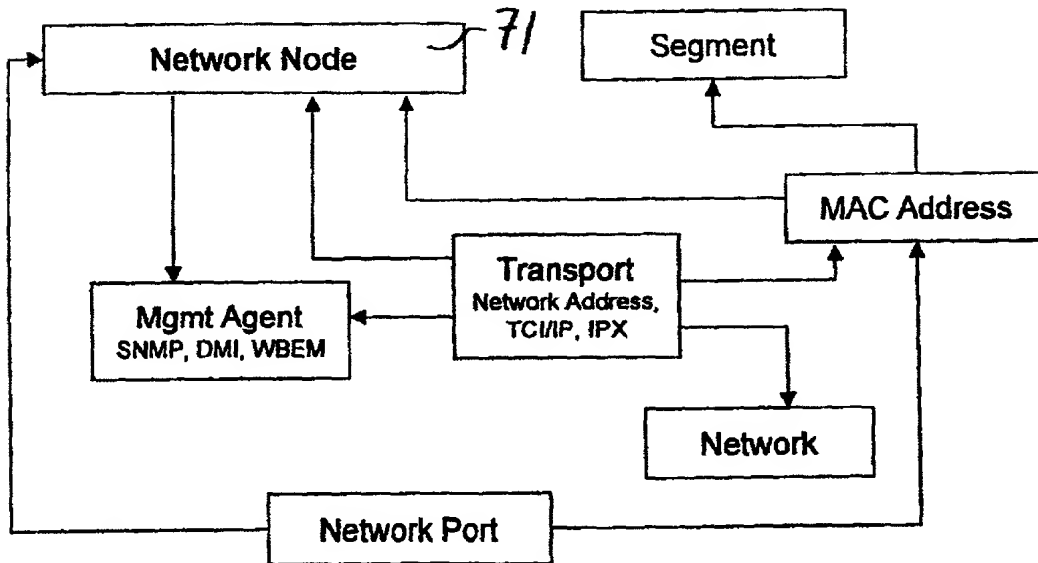 Network Node
71
Segment
MAC Address
Transport
Network Address,
TCI/IP, IPX
Mgmt Agent
SNMP, DMI, WBEM
Network
Network Port